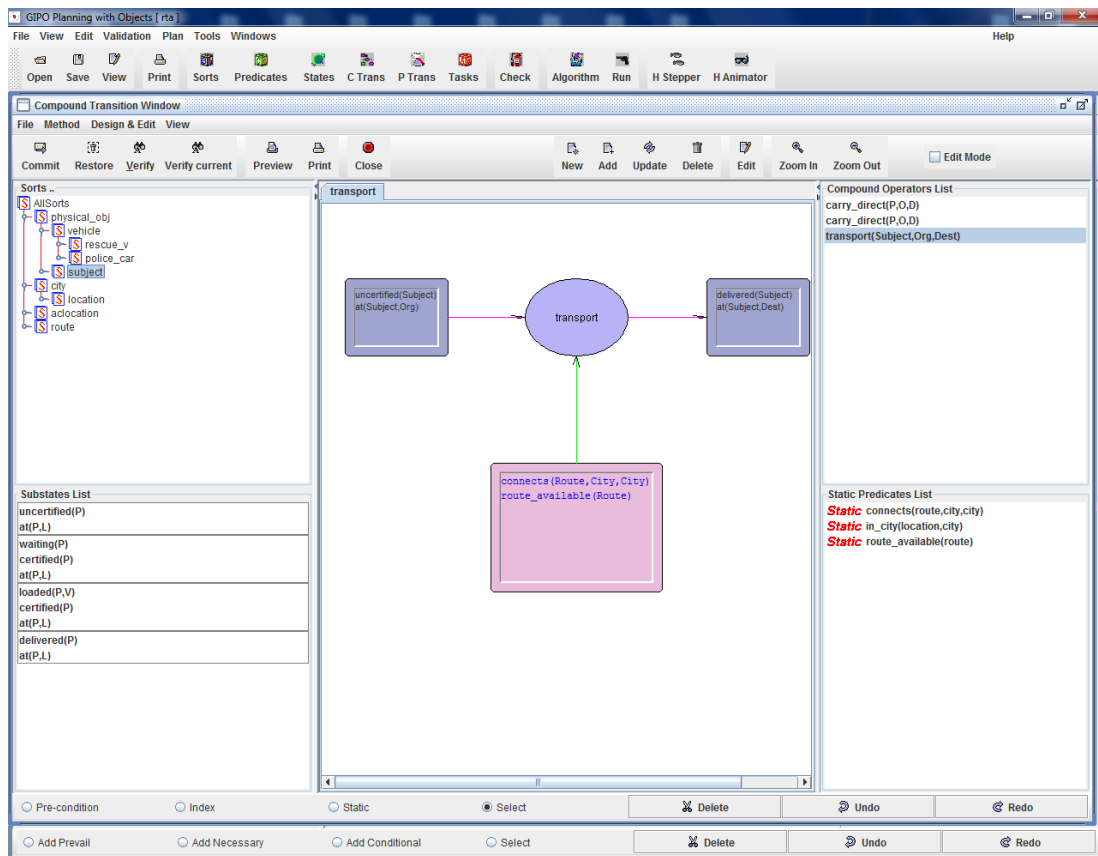 GIPO Planning with Objects [ rta ]
File View Edit Validation Plan Tools Windows Help
Open Save View Print Sorts Predicates States C Trans P Trans Tasks Check Algorithm Run H Stepper H Animator
Compound Transition Window
File Method Design & Edit View
Commit Restore Verify Verify current Preview Print Close New Add Update Delete Edit Zoom In Zoom Out Edit Mode
Sorts ..
AllSorts
physical_obj
vehicle
rescue_v
police_car
subject
city
location
aclocation
route
Substates List
uncertified(P)
at(P,L)
waiting(P)
certified(P)
at(P,L)
loaded(P,V)
certified(P)
at(P,L)
delivered(P)
at(P,L)
transport
uncertified(Subject)
at(Subject,Org)
transport
delivered(Subject)
at(Subject,Dest)
connects(Route,City,City)
route_available(Route)
Compound Operators List
carry_direct(P,O,D)
carry_direct(P,O,D)
transport(Subject,Org,Dest)
Static Predicates List
Static connects(route,city,city)
Static in_city(location,city)
Static route_available(route)
Pre-condition Index Static Select Delete Undo Redo
Add Prevail Add Necessary Add Conditional Select Delete Undo Redo